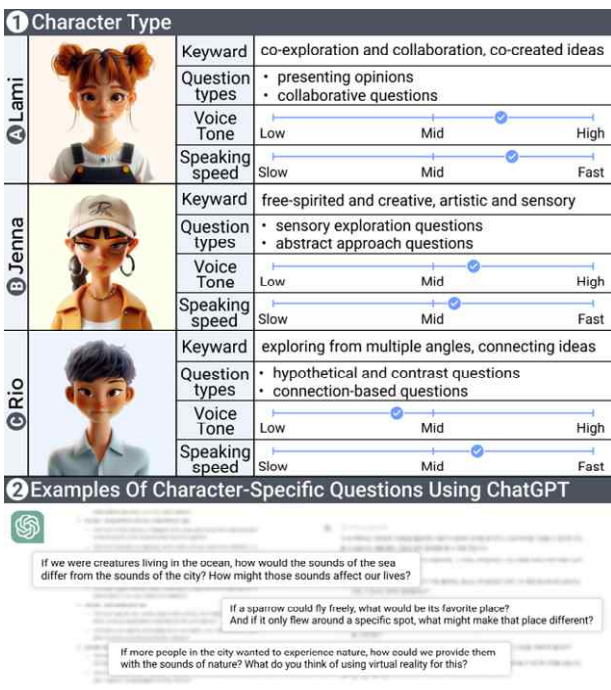 1 Character Type
A Lami
Keyward co-exploration and collaboration, co-created ideas
Question types
• presenting opinions
• collaborative questions
Voice Tone
Low Mid High
Speaking speed
Slow Mid Fast
B Jenna
Keyward free-spirited and creative, artistic and sensory
Question types
• sensory exploration questions
• abstract approach questions
Voice Tone
Low Mid High
Speaking speed
Slow Mid Fast
C Rio
Keyward exploring from multiple angles, connecting ideas
Question types
• hypothetical and contrast questions
• connection-based questions
Voice Tone
Low Mid High
Speaking speed
Slow Mid Fast
2 Examples Of Character-Specific Questions Using ChatGPT
If we were creatures living in the ocean, how would the sounds of the sea
differ from the sounds of the city? How might those sounds affect our lives?
If a sparrow could fly freely, what would be its favorite place?
And if it only flew around a specific spot, what might make that place different?
If more people in the city wanted to experience nature, how could we provide them
with the sounds of nature? What do you think of using virtual reality for this?